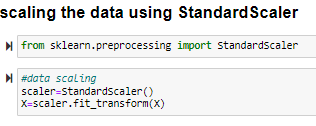 scaling the data using StandardScaler
from sklearn.preprocessing import StandardScaler
#data scaling
scaler=StandardScaler()
X=scaler.fit_transform(X)